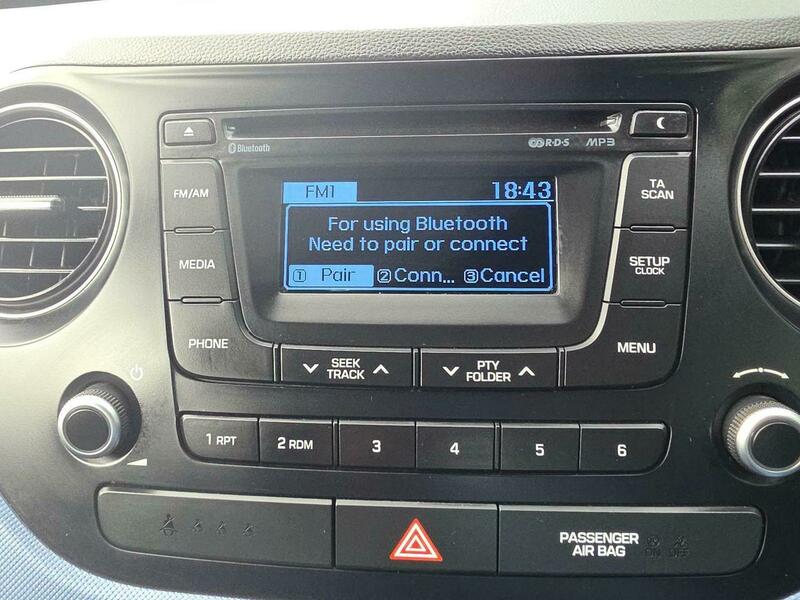 Bluetooth
R·D·S
MP3
FM/AM
MEDIA
PHONE
FM1
18:43
For using Bluetooth
Need to pair or connect
1 Pair 2 Conn... 3 Cancel
TA
SCAN
SETUP
CLOCK
MENU
SEEK
TRACK
PTY
FOLDER
1 RPT
2 RDM
3
4
5
6
PASSENGER
AIR BAG
ON
OFF